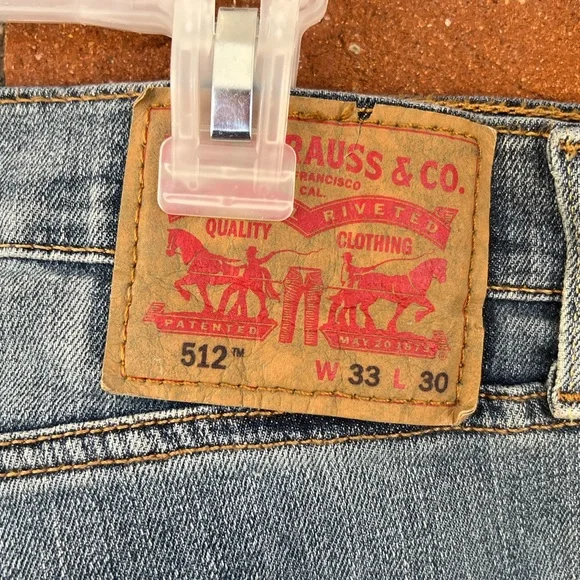 RAUSS & CO.
FRANCISCO
CAL.
RIVETED
QUALITY CLOTHING
PATENTED MAY 20 1873
512™ W 33 L 30